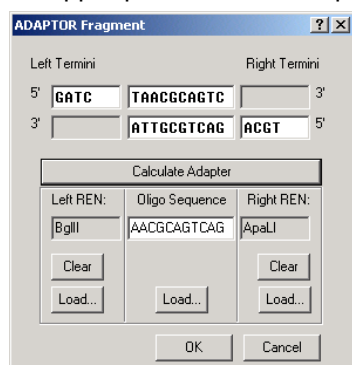 ADAPTOR Fragment
Left Termini Right Termini
5' GATC TAACGCAGTC 3'
3' ATTGCGTCAG ACGT 5'
Calculate Adapter
Left REN: Oligo Sequence Right REN:
BglII AACGCAGTCAG ApaLI
Clear Clear
Load... Load... Load...
OK Cancel